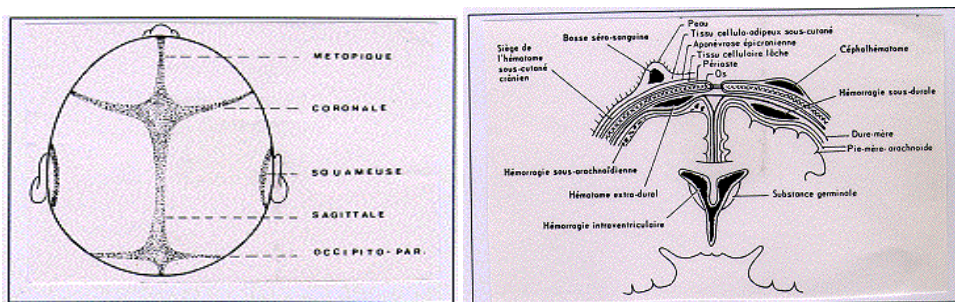 METOPIQUE
CORONALE
SQUAMEUSE
SAGITTALE
OCCIPITO-PAR.
Peau
Tissu cellulo-adipeux sous-cutané
Aponévrose épicranienne
Tissu cellulaire lâche
Périoste
Os
Bosse séro-sanguine
Siège de
l'hématome
sous-cutané
crânien
Céphalhématome
Hémorragie sous-durale
Dure-mère
Pie-mère-arachnoïde
Hémorragie sous-arachnoïdienne
Hématome extra-durel
Substance germinale
Hémorragie intraventriculaire